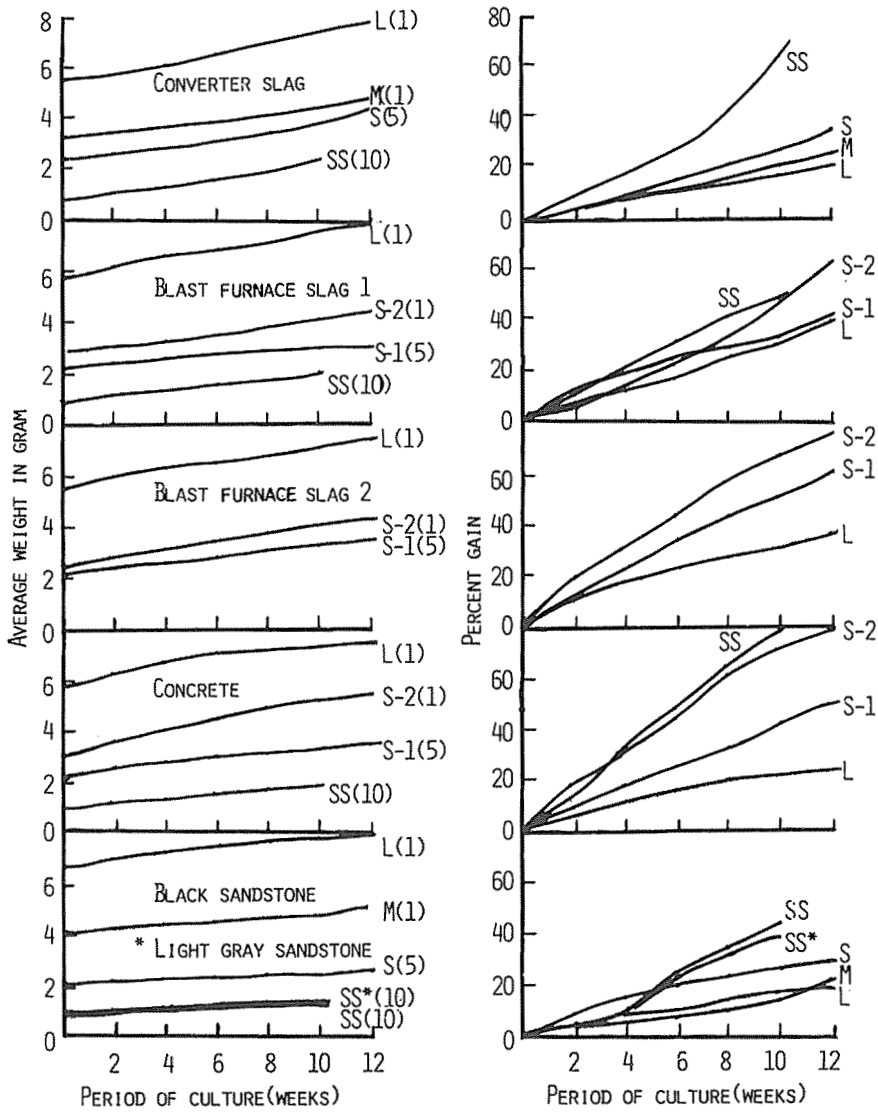 AVERAGE WEIGHT IN GRAM
8
6
4
2
0
CONVERTER SLAG
L(1)
M(1)
S(5)
SS(10)
6
4
2
0
BLAST FURNACE SLAG 1
L(1)
S-2(1)
S-1(5)
SS(10)
6
4
2
0
BLAST FURNACE SLAG 2
L(1)
S-2(1)
S-1(5)
6
4
2
0
CONCRETE
L(1)
S-2(1)
S-1(5)
SS(10)
6
4
2
0
BLACK SANDSTONE
* LIGHT GRAY SANDSTONE
L(1)
M(1)
S(5)
SS*(10)
SS(10)
2 4 6 8 10 12
PERIOD OF CULTURE(WEEKS)
PERCENT GAIN
80
60
40
20
0
SS
S
M
L
60
40
20
0
SS
S-2
S-1
L
60
40
20
0
S-2
S-1
L
60
40
20
0
SS
S-2
S-1
L
80
60
40
20
0
SS
SS*
S
M
L
2 4 6 8 10 12
PERIOD OF CULTURE(WEEKS)